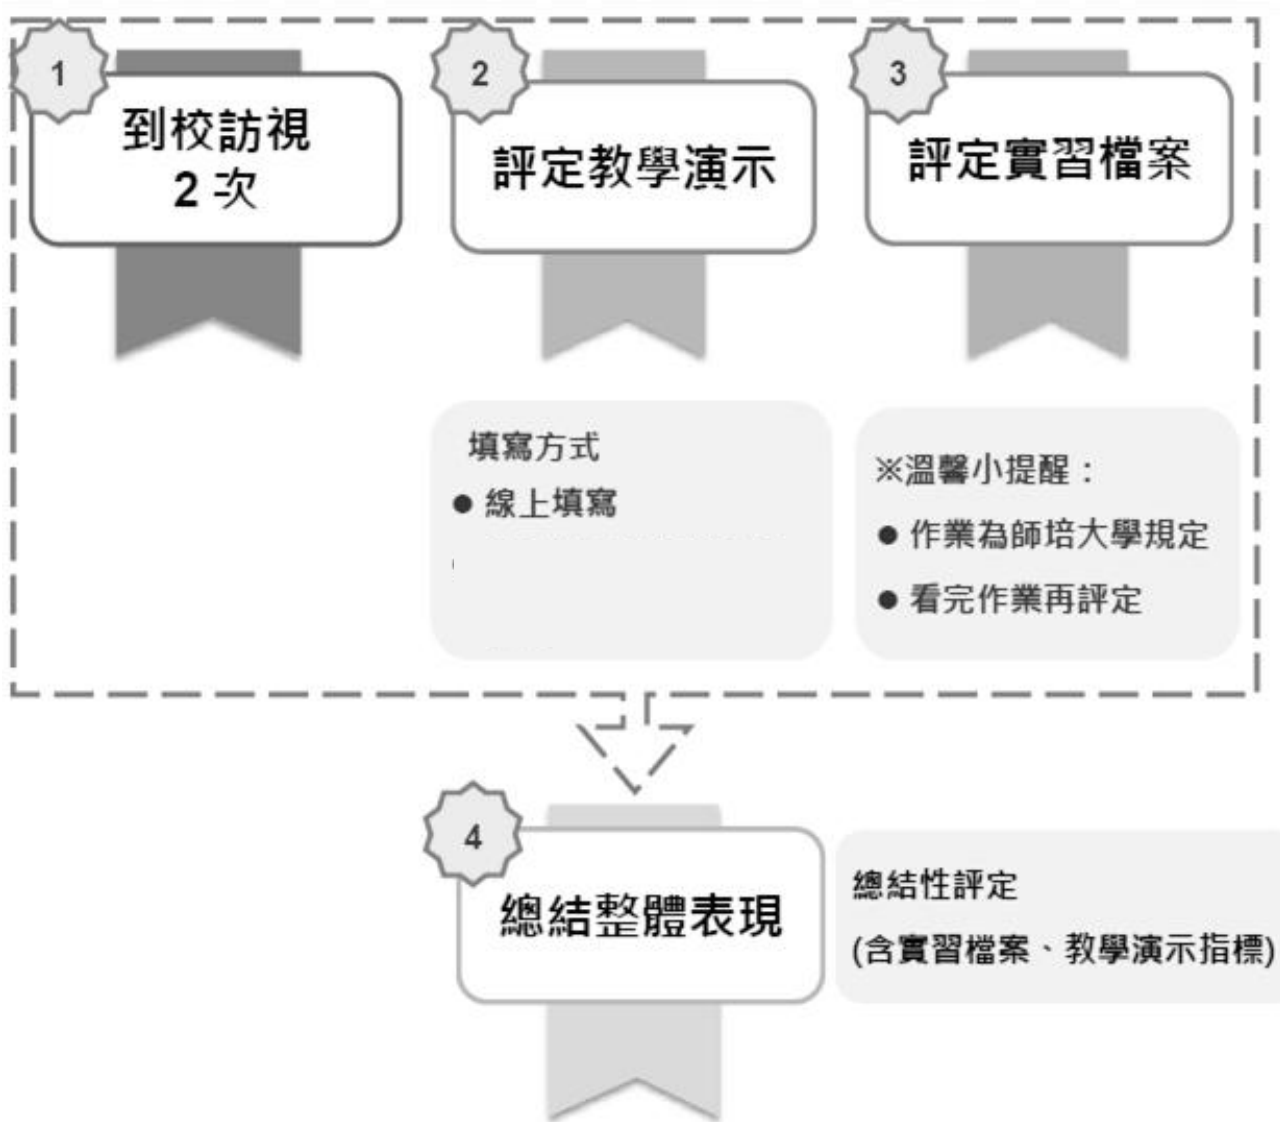 1
到校訪視
2 次
2
評定教學演示
3
評定實習檔案
填寫方式
● 線上填寫
※溫馨小提醒：
● 作業為師培大學規定
● 看完作業再評定
4
總結整體表現
總結性評定
(含實習檔案、教學演示指標)